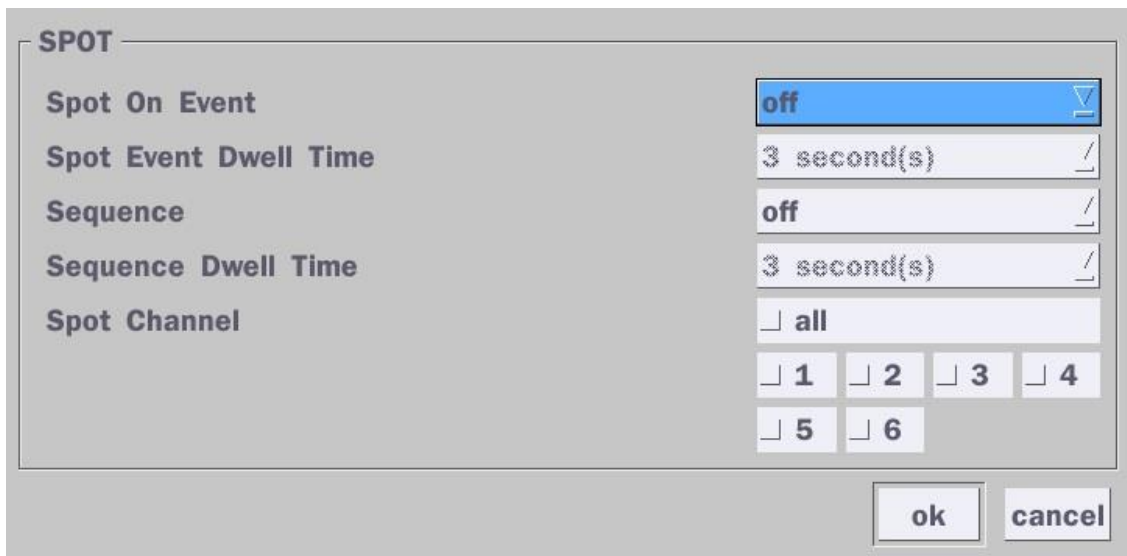 SPOT
Spot On Event off
Spot Event Dwell Time 3 second(s)
Sequence off
Sequence Dwell Time 3 second(s)
Spot Channel all
1 2 3 4
5 6
ok cancel